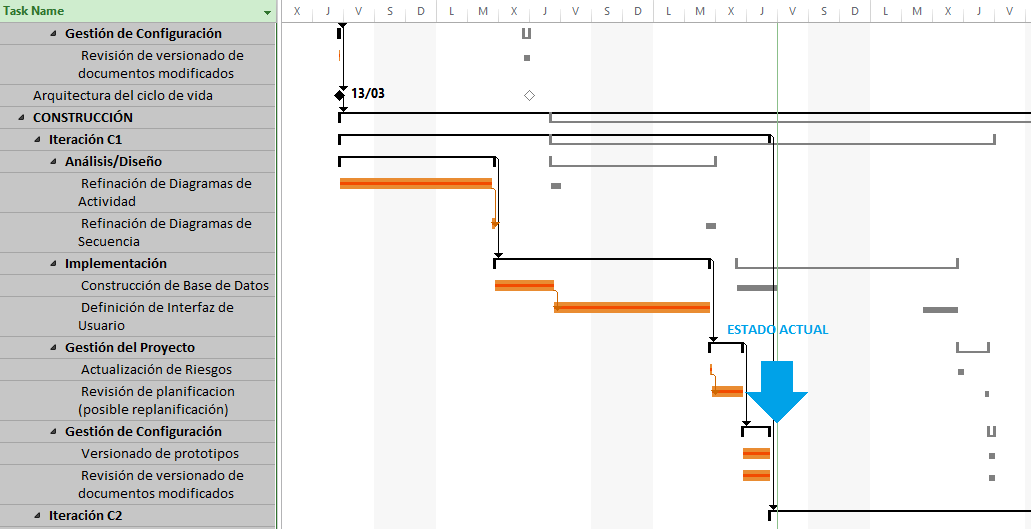 Task Name
X J V S D L M X J V S D L M X J V S D L M X J V
Gestión de Configuración
Revisión de versionado de
documentos modificados
Arquitectura del ciclo de vida
13/03
CONSTRUCCIÓN
Iteración C1
Análisis/Diseño
Refinación de Diagramas de
Actividad
Refinación de Diagramas de
Secuencia
Implementación
Construcción de Base de Datos
Definición de Interfaz de
Usuario
ESTADO ACTUAL
Gestión del Proyecto
Actualización de Riesgos
Revisión de planificacion
(posible replanificación)
Gestión de Configuración
Versionado de prototipos
Revisión de versionado de
documentos modificados
Iteración C2